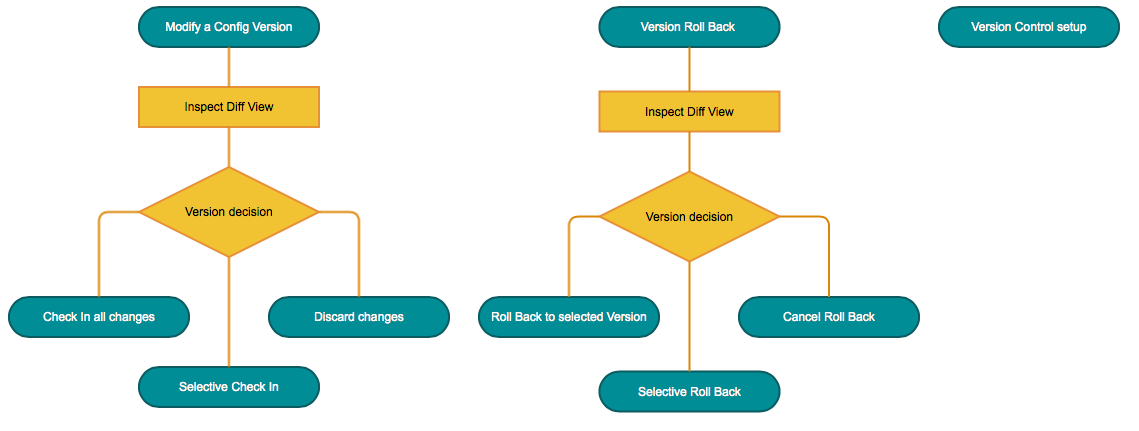 Modify a Config Version
Version Roll Back
Version Control setup
Inspect Diff View
Inspect Diff View
Version decision
Version decision
Check In all changes
Discard changes
Roll Back to selected Version
Cancel Roll Back
Selective Check In
Selective Roll Back